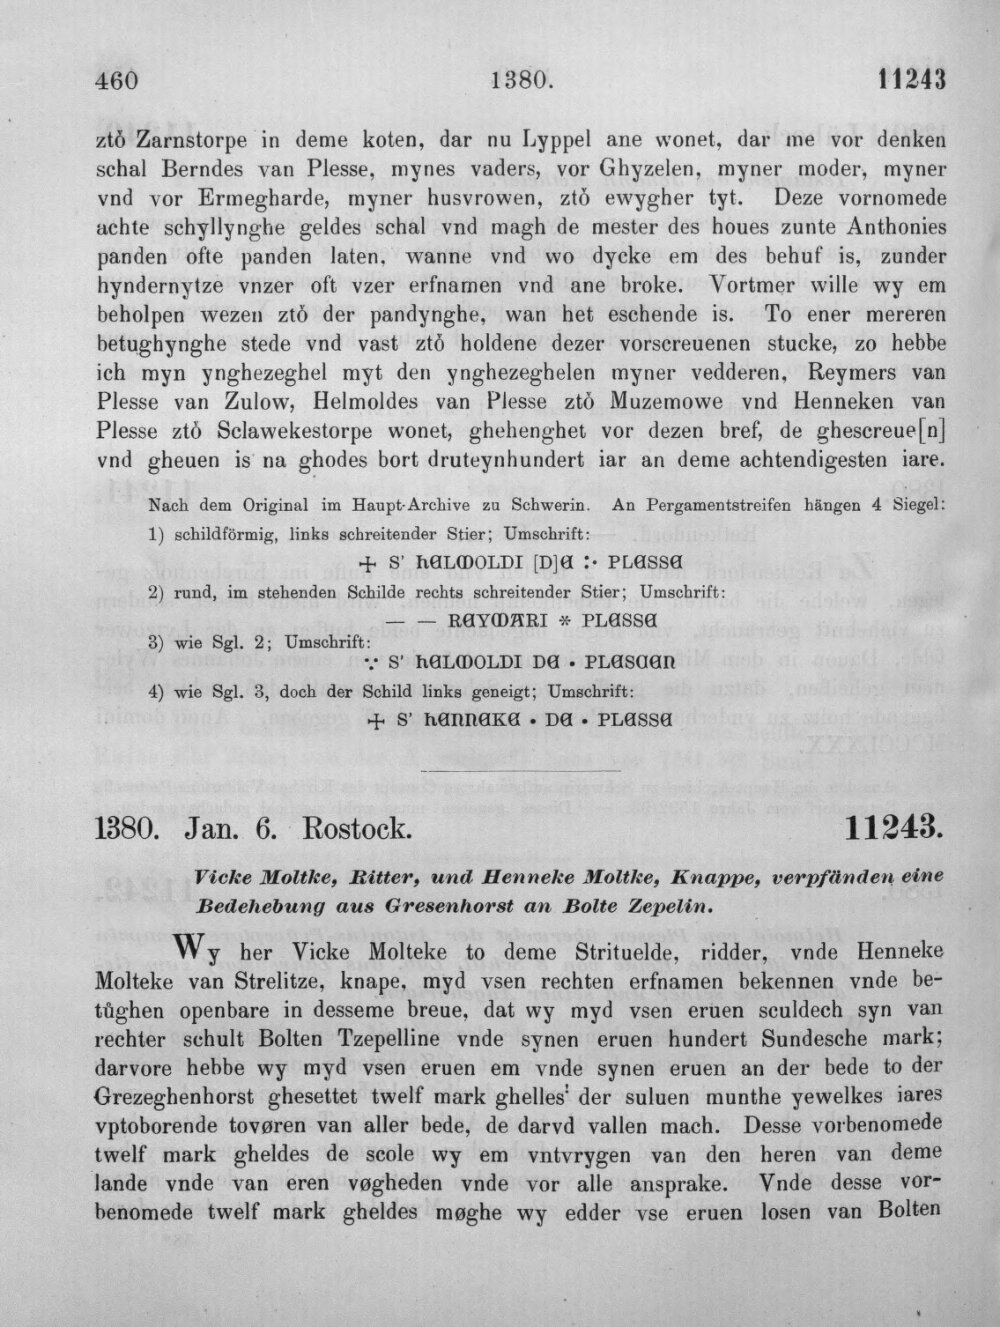 460 1380. 11243
ztͦo Zarnstorpe in deme koten, dar nu Lyppel ane wonet, dar me vor denken
schal Berndes van Plesse, mynes vaders, vor Ghyzelen, myner moder, myner
vnd vor Ermegharde, myner husvrowen, ztͦo ewygher tyt. Deze vornomede
achte schyllynghe geldes schal vnd magh de mester des houes zunte Anthonies
panden ofte panden laten, wanne vnd wo dycke em des behuf is, zunder
hyndernytze vnzer oft vzer erfnamen vnd ane broke. Vortmer wille wy em
beholpen wezen ztͦo der pandynghe, wan het eschende is. To ener mereren
betughynghe stede vnd vast ztͦo holdene dezer vorscreuenen stucke, zo hebbe
ich myn ynghezeghel myt den ynghezeghelen myner vedderen, Reymers van
Plesse van Zulow, Helmoldes van Plesse ztͦo Muzemowe vnd Henneken van
Plesse ztͦo Sclawekestorpe wonet, ghehenghet vor dezen bref, de ghescreue[n]
vnd gheuen is na ghodes bort druteynhundert iar an deme achtendigesten iare.
Nach dem Original im Haupt-Archive zu Schwerin. An Pergamentstreifen hängen 4 Siegel:
1) schildförmig, links schreitender Stier; Umschrift:
+ S' hELMOLDI [D]E :· PLESSE
2) rund, im stehenden Schilde rechts schreitender Stier; Umschrift:
— — REYMARI * PLESSE
3) wie Sgl. 2; Umschrift:
∵ S' hELMOLDI DE • PLESCEN
4) wie Sgl. 3, doch der Schild links geneigt; Umschrift:
+ S' hENNEKE • DE • PLESSE
1380. Jan. 6. Rostock. 11243.
Vicke Moltke, Ritter, und Henneke Moltke, Knappe, verpfänden eine
Bedehebung aus Gresenhorst an Bolte Zepelin.
Wy her Vicke Molteke to deme Strituelde, ridder, vnde Henneke
Molteke van Strelitze, knape, myd vsen rechten erfnamen bekennen vnde be-
tůghen openbare in desseme breue, dat wy myd vsen eruen sculdech syn van
rechter schult Bolten Tzepelline vnde synen eruen hundert Sundesche mark;
darvore hebbe wy myd vsen eruen em vnde synen eruen an der bede to der
Grezeghenhorst ghesettet twelf mark ghelles⁝ der suluen munthe yewelkes iares
vptoborende tovøren van aller bede, de darvd vallen mach. Desse vorbenomede
twelf mark gheldes de scole wy em vntvrygen van den heren van deme
lande vnde van eren vøgheden vnde vor alle ansprake. Vnde desse vor-
benomede twelf mark gheldes møghe wy edder vse eruen losen van Bolten